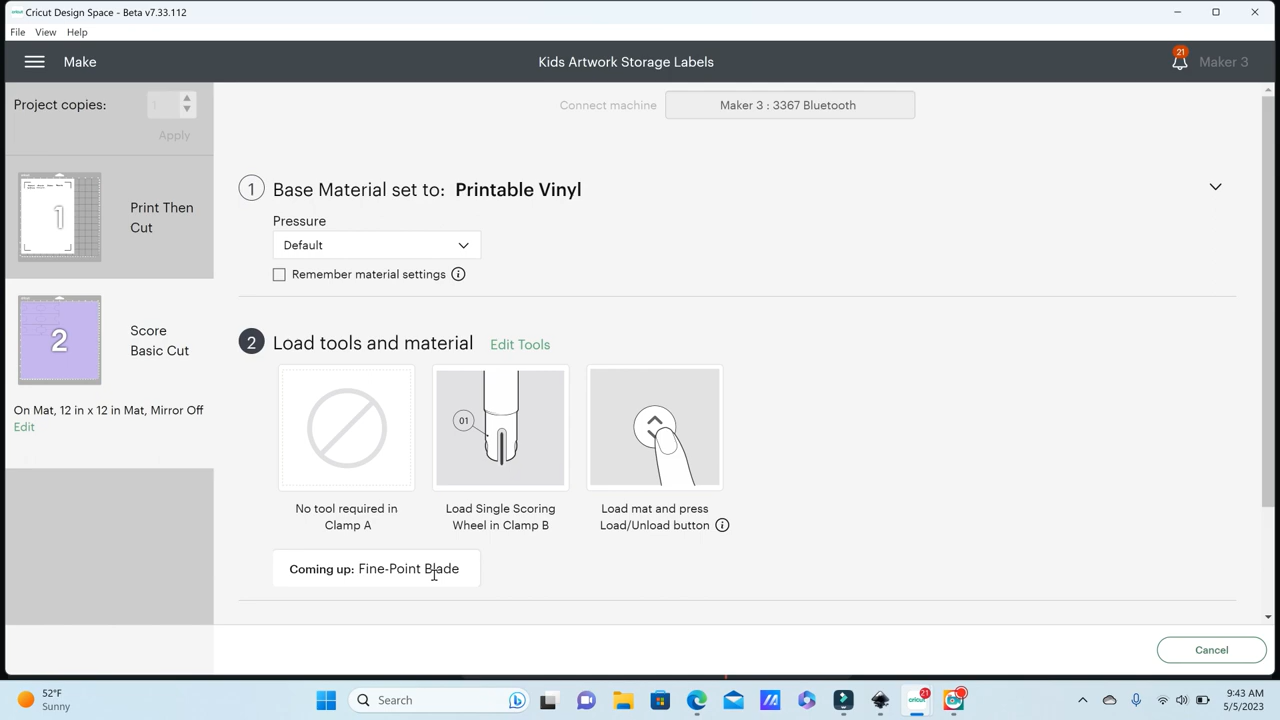 Cricut Design Space - Beta v7.33.112
File View Help
Make
Kids Artwork Storage Labels
21
Maker 3
Project copies:
Apply
Connect machine
Maker 3 : 3367 Bluetooth
1
Print Then
Cut
2
Score
Basic Cut
On Mat, 12 in x 12 in Mat, Mirror Off
Edit
1 Base Material set to: Printable Vinyl
Pressure
Default
Remember material settings
2 Load tools and material Edit Tools
01
No tool required in
Clamp A
Load Single Scoring
Wheel in Clamp B
Load mat and press
Load/Unload button
Coming up: Fine-Point Blade
Cancel
52°F
Sunny
Search
cricut
21
9:43 AM
5/5/2023